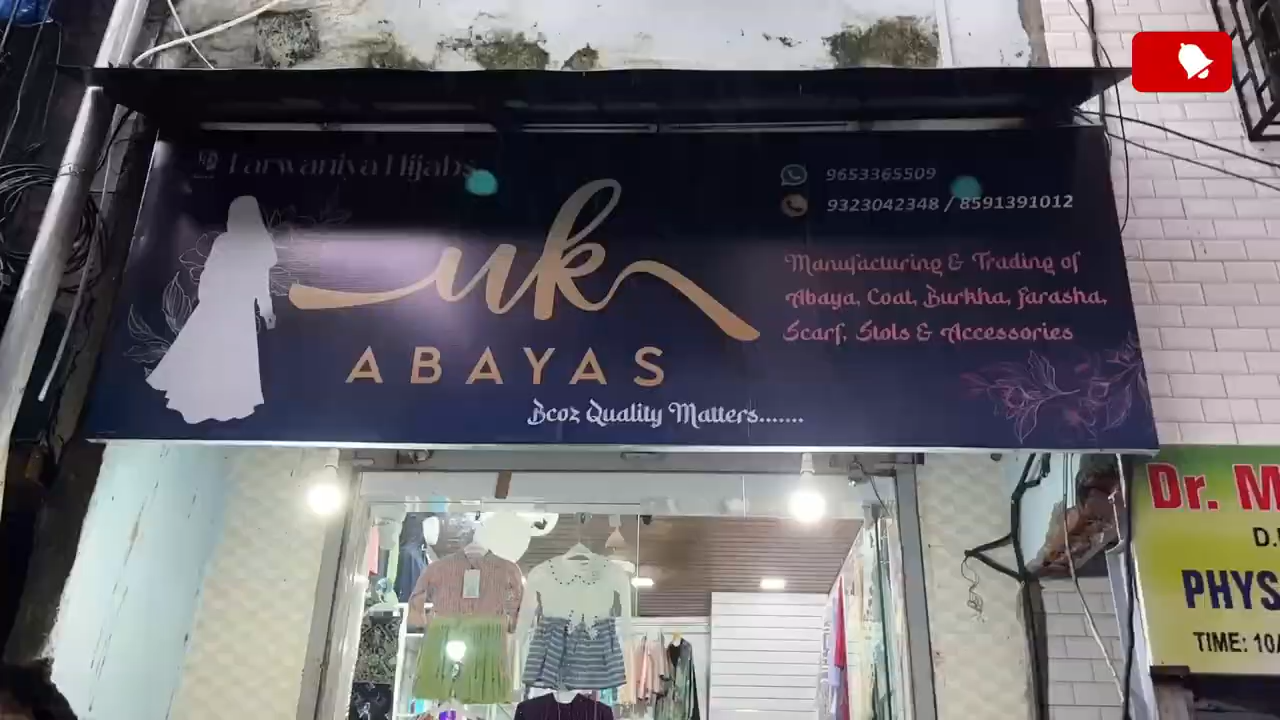 Farwaniya Hijabs
uk
ABAYAS
Bcoz Quality Matters.......
9653365509
9323042348 / 8591391012
Manufacturing & Trading of
Abaya, Coat, Burkha, Farasha,
Scarf, Stols & Accessories
Dr. M
PHYS
TIME: 10